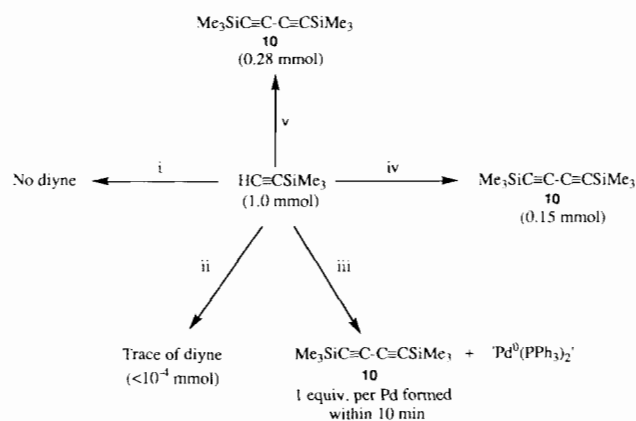 Me₃SiC≡C-C≡CSiMe₃
10
(0.28 mmol)
v
No diyne
i
HC≡CSiMe₃
(1.0 mmol)
iv
Me₃SiC≡C-C≡CSiMe₃
10
(0.15 mmol)
ii
iii
Trace of diyne
(<10⁻⁴ mmol)
Me₃SiC≡C-C≡CSiMe₃ + 'Pd⁰(PPh₃)₂'
10
1 equiv. per Pd formed
within 10 min